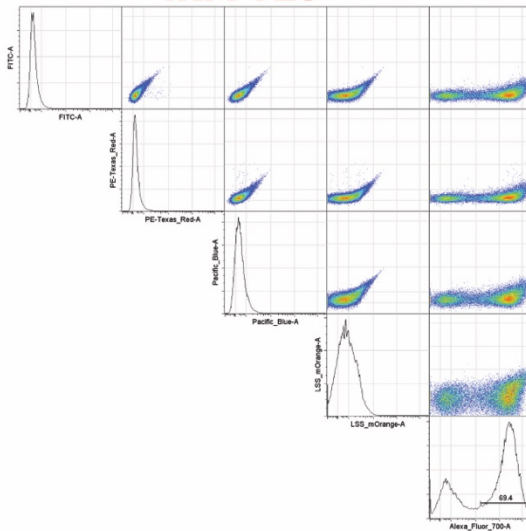 FITC-A
FITC-A
PE-Texas_Red-A
PE-Texas_Red-A
Pacific_Blue-A
Pacific_Blue-A
LSS_mOrange-A
LSS_mOrange-A
69.4
Alexa_Fluor_700-A